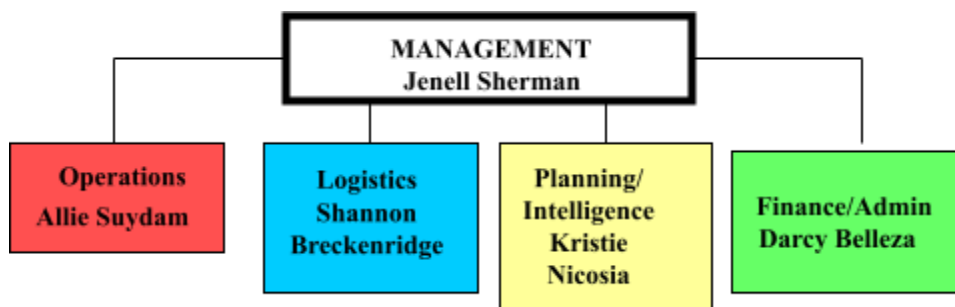 MANAGEMENT
Jenell Sherman
Operations
Allie Suydam
Logistics
Shannon
Breckenridge
Planning/
Intelligence
Kristie
Nicosia
Finance/Admin
Darcy Belleza